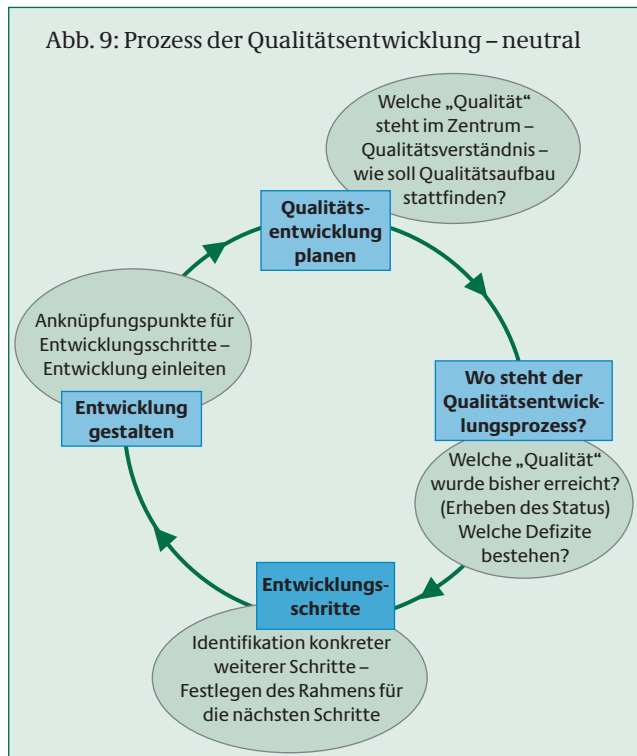 Abb. 9: Prozess der Qualitätsentwicklung – neutral
Welche „Qualität“
steht im Zentrum –
Qualitätsverständnis –
wie soll Qualitätsaufbau
stattfinden?
Qualitäts-
entwicklung
planen
Wo steht der
Qualitätsentwick-
lungsprozess?
Welche „Qualität“
wurde bisher erreicht?
(Erheben des Status)
Welche Defizite
bestehen?
Entwicklungs-
schritte
Identifikation konkreter
weiterer Schritte –
Festlegen des Rahmens für
die nächsten Schritte
Anknüpfungspunkte für
Entwicklungsschritte –
Entwicklung einleiten
Entwicklung
gestalten